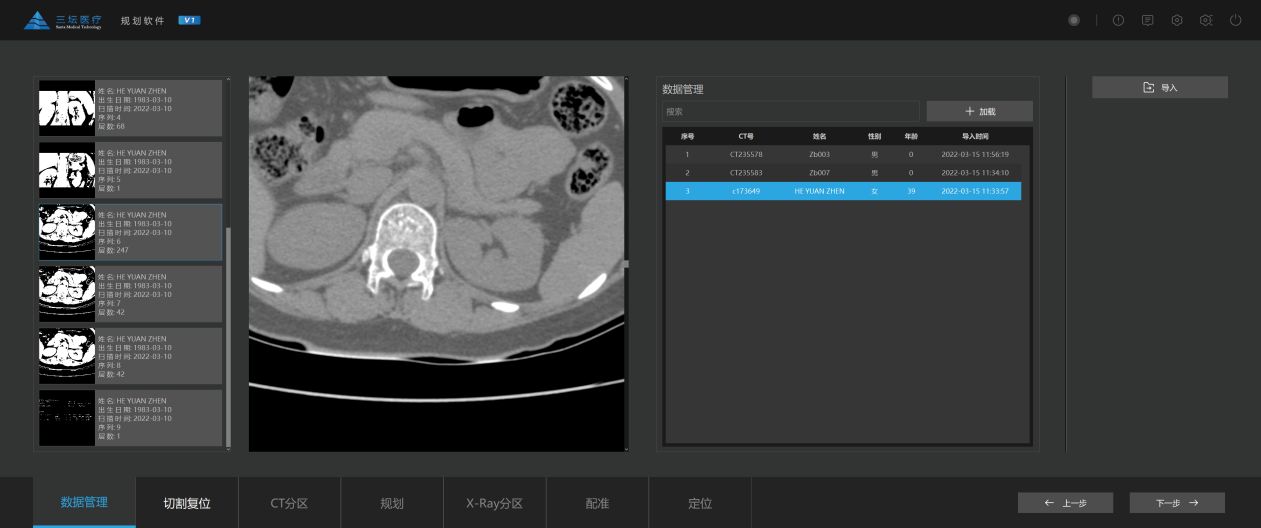 三坛医疗
Santa Medical Technology
规划软件
V1
姓名: HE YUAN ZHEN
出生日期: 1983-03-10
扫描时间: 2022-03-10
序列: 4
层数: 68
姓名: HE YUAN ZHEN
出生日期: 1983-03-10
扫描时间: 2022-03-10
序列: 5
层数: 1
姓名: HE YUAN ZHEN
出生日期: 1983-03-10
扫描时间: 2022-03-10
序列: 6
层数: 247
姓名: HE YUAN ZHEN
出生日期: 1983-03-10
扫描时间: 2022-03-10
序列: 7
层数: 42
姓名: HE YUAN ZHEN
出生日期: 1983-03-10
扫描时间: 2022-03-10
序列: 8
层数: 42
姓名: HE YUAN ZHEN
出生日期: 1983-03-10
扫描时间: 2022-03-10
序列: 9
层数: 1
数据管理
搜索
加载
序号 CT号 姓名 性别 年龄 导入时间
1 CT235578 Zb003 男 0 2022-03-15 11:56:19
2 CT235583 Zb007 男 0 2022-03-15 11:34:10
3 c173649 HE YUAN ZHEN 女 39 2022-03-15 11:33:57
导入
数据管理 切割复位 CT分区 规划 X-Ray分区 配准 定位
上一步
下一步